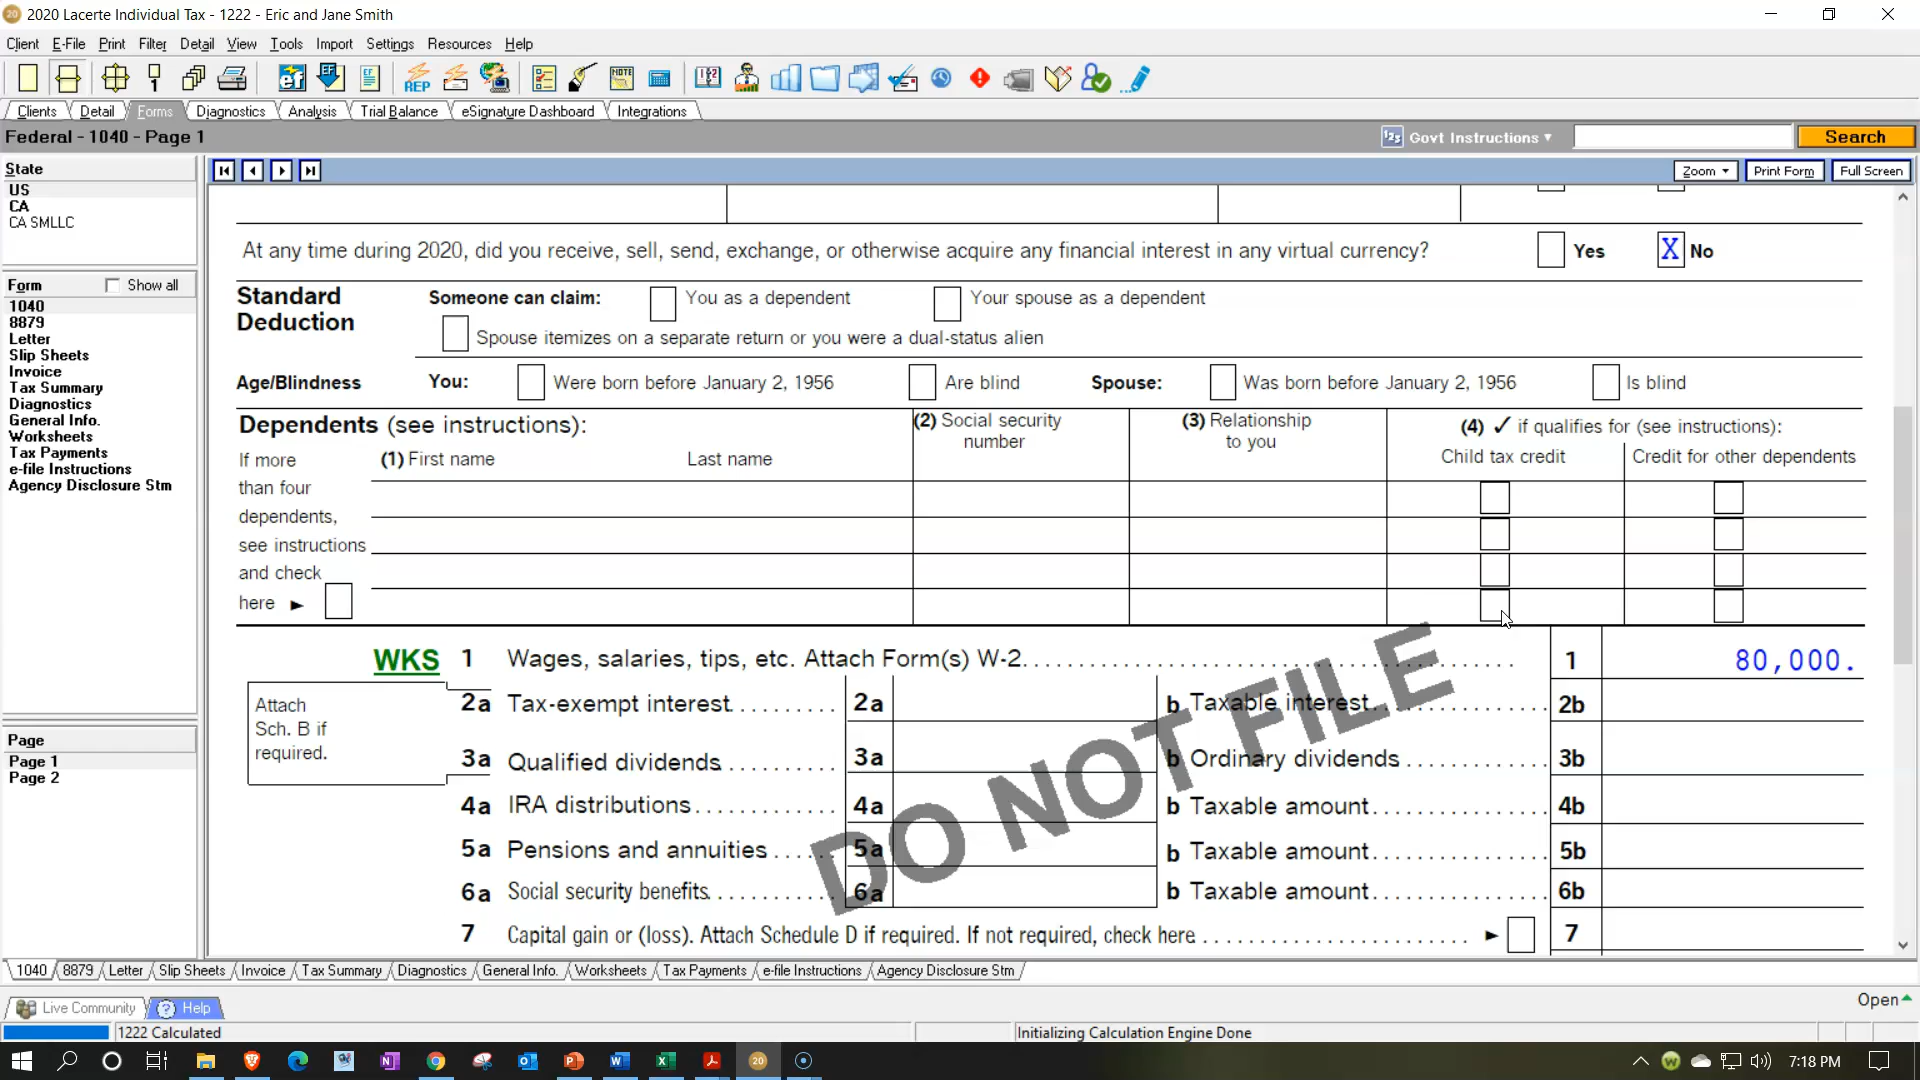 2020 Lacerte Individual Tax - 1222 - Eric and Jane Smith
Client E-File Print Filter Detail View Tools Import Settings Resources Help
REP NOTE
Clients Detail Forms Diagnostics Analysis Trial Balance eSignature Dashboard Integrations
Federal - 1040 - Page 1 Govt Instructions Search
State
US
CA
CA SMLLC
Zoom Print Form Full Screen
At any time during 2020, did you receive, sell, send, exchange, or otherwise acquire any financial interest in any virtual currency? Yes X No
Form Show all
1040
8879
Letter
Slip Sheets
Invoice
Tax Summary
Diagnostics
General Info.
Worksheets
Tax Payments
e-file Instructions
Agency Disclosure Stm
Page
Page 1
Page 2
Standard Deduction
Someone can claim: You as a dependent Your spouse as a dependent
Spouse itemizes on a separate return or you were a dual-status alien
Age/Blindness You: Were born before January 2, 1956 Are blind Spouse: Was born before January 2, 1956 Is blind
Dependents (see instructions):
(2) Social security number
(3) Relationship to you
(4) ✓ if qualifies for (see instructions):
(1) First name Last name
Child tax credit Credit for other dependents
If more
than four
dependents,
see instructions
and check
here ►
WKS 1 Wages, salaries, tips, etc. Attach Form(s) W-2 1 80,000.
Attach
Sch. B if
required.
2a Tax-exempt interest 2a b Taxable interest 2b
3a Qualified dividends 3a b Ordinary dividends 3b
4a IRA distributions 4a b Taxable amount 4b
5a Pensions and annuities 5a b Taxable amount 5b
6a Social security benefits 6a b Taxable amount 6b
7 Capital gain or (loss). Attach Schedule D if required. If not required, check here ► 7
DO NOT FILE
1040 8879 Letter Slip Sheets Invoice Tax Summary Diagnostics General Info. Worksheets Tax Payments e-file Instructions Agency Disclosure Stm
Live Community Help
Open
1222 Calculated Initializing Calculation Engine Done
7:18 PM